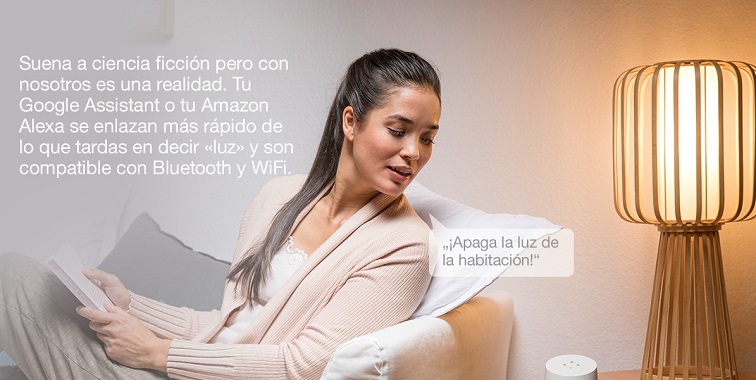 Suena a ciencia ficción pero con
nosotros es una realidad. Tu
Google Assistant o tu Amazon
Alexa se enlazan más rápido de
lo que tardas en decir «luz» y son
compatible con Bluetooth y WiFi.
„¡Apaga la luz de
la habitación!“